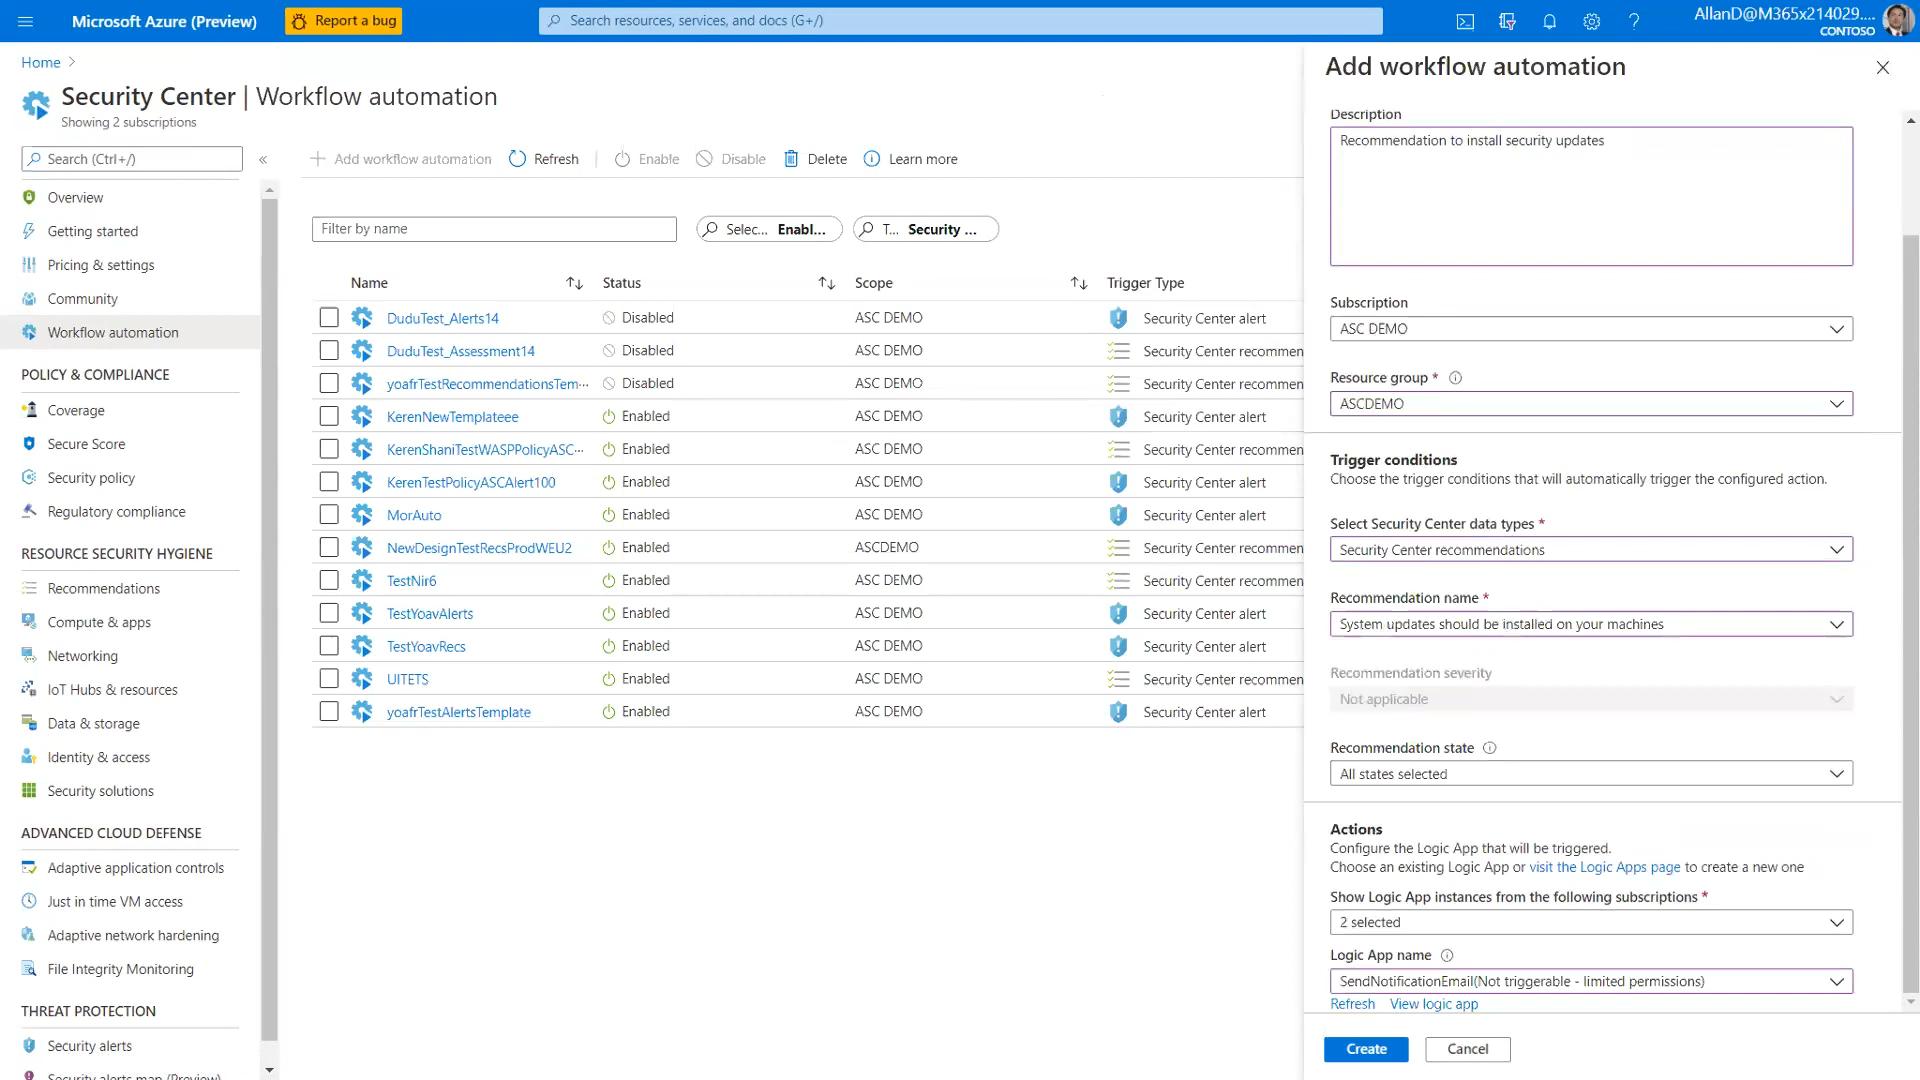 Microsoft Azure (Preview)
Report a bug
Search resources, services, and docs (G+/)
AllanD@M365x214029....
CONTOSO
Home
Security Center | Workflow automation
Showing 2 subscriptions
Search (Ctrl+/)
«
Overview
Getting started
Pricing & settings
Community
Workflow automation
POLICY & COMPLIANCE
Coverage
Secure Score
Security policy
Regulatory compliance
RESOURCE SECURITY HYGIENE
Recommendations
Compute & apps
Networking
IoT Hubs & resources
Data & storage
Identity & access
Security solutions
ADVANCED CLOUD DEFENSE
Adaptive application controls
Just in time VM access
Adaptive network hardening
File Integrity Monitoring
THREAT PROTECTION
Security alerts
Security alerts map (Preview)
Add workflow automation
Refresh
Enable
Disable
Delete
Learn more
Filter by name
Selec... Enabl...
T... Security ...
Name Status Scope Trigger Type
DuduTest_Alerts14 Disabled ASC DEMO Security Center alert
DuduTest_Assessment14 Disabled ASC DEMO Security Center recommen
yoafrTestRecommendationsTem··· Disabled ASC DEMO Security Center recommen
KerenNewTemplateee Enabled ASC DEMO Security Center alert
KerenShaniTestWASPPolicyASC··· Enabled ASC DEMO Security Center recommen
KerenTestPolicyASCAlert100 Enabled ASC DEMO Security Center alert
MorAuto Enabled ASC DEMO Security Center alert
NewDesignTestRecsProdWEU2 Enabled ASCDEMO Security Center recommen
TestNir6 Enabled ASC DEMO Security Center recommen
TestYoavAlerts Enabled ASC DEMO Security Center alert
TestYoavRecs Enabled ASC DEMO Security Center alert
UITETS Enabled ASC DEMO Security Center recommen
yoafrTestAlertsTemplate Enabled ASC DEMO Security Center alert
Add workflow automation
Description
Recommendation to install security updates
Subscription
ASC DEMO
Resource group *
ASCDEMO
Trigger conditions
Choose the trigger conditions that will automatically trigger the configured action.
Select Security Center data types *
Security Center recommendations
Recommendation name *
System updates should be installed on your machines
Recommendation severity
Not applicable
Recommendation state
All states selected
Actions
Configure the Logic App that will be triggered.
Choose an existing Logic App or visit the Logic Apps page to create a new one
Show Logic App instances from the following subscriptions *
2 selected
Logic App name
SendNotificationEmail(Not triggerable - limited permissions)
Refresh View logic app
Create
Cancel